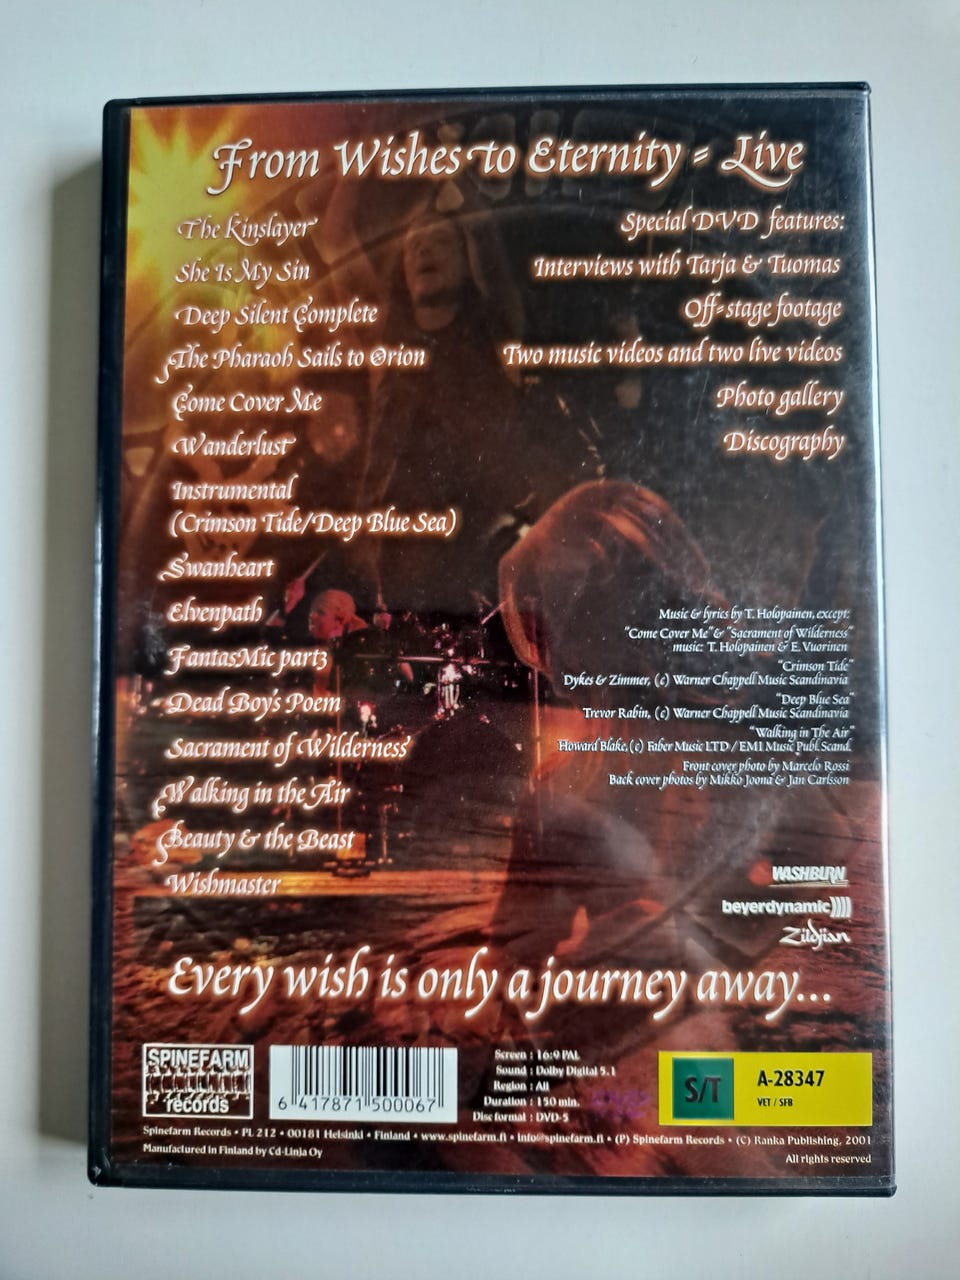 From Wishes to Eternity - Live
The Kinslayer
She Is My Sin
Deep Silent Complete
The Pharaoh Sails to Orion
Come Cover Me
Wanderlust
Instrumental
(Crimson Tide/Deep Blue Sea)
Swanheart
Elvenpath
FantasMic part3
Dead Boy's Poem
Sacrament of Wilderness
Walking in the Air
Beauty & the Beast
Wishmaster
Special DVD features:
Interviews with Tarja & Tuomas
Off-stage footage
Two music videos and two live videos
Photo gallery
Discography
Music & lyrics by T. Holopainen, except:
"Come Cover Me" & "Sacrament of Wilderness"
music: T. Holopainen & E. Vuorinen
"Crimson Tide"
Dykes & Zimmer, (c) Warner Chappell Music Scandinavia
"Deep Blue Sea"
Trevor Rabin, (c) Warner Chappell Music Scandinavia
"Walking in The Air"
Howard Blake, (c) Faber Music LTD / EMI Music Publ. Scand.
Front cover photo by Marcelo Rossi
Back cover photos by Mikko Joona & Jan Carlsson
WASHBURN
beyerdynamic))))
Zildjian
Every wish is only a journey away...
SPINEFARM
records
6 417871 500067
Screen : 16:9 PAL
Sound : Dolby Digital 5.1
Region : All
Duration : 150 min.
Disc format : DVD-5
S/T
A-28347
VET / SFB
Spinefarm Records • PL 212 • 00181 Helsinki • Finland • www.spinefarm.fi • info@spinefarm.fi • (P) Spinefarm Records • (C) Ranka Publishing, 2001
Manufactured in Finland by Cd-Linja Oy
All rights reserved